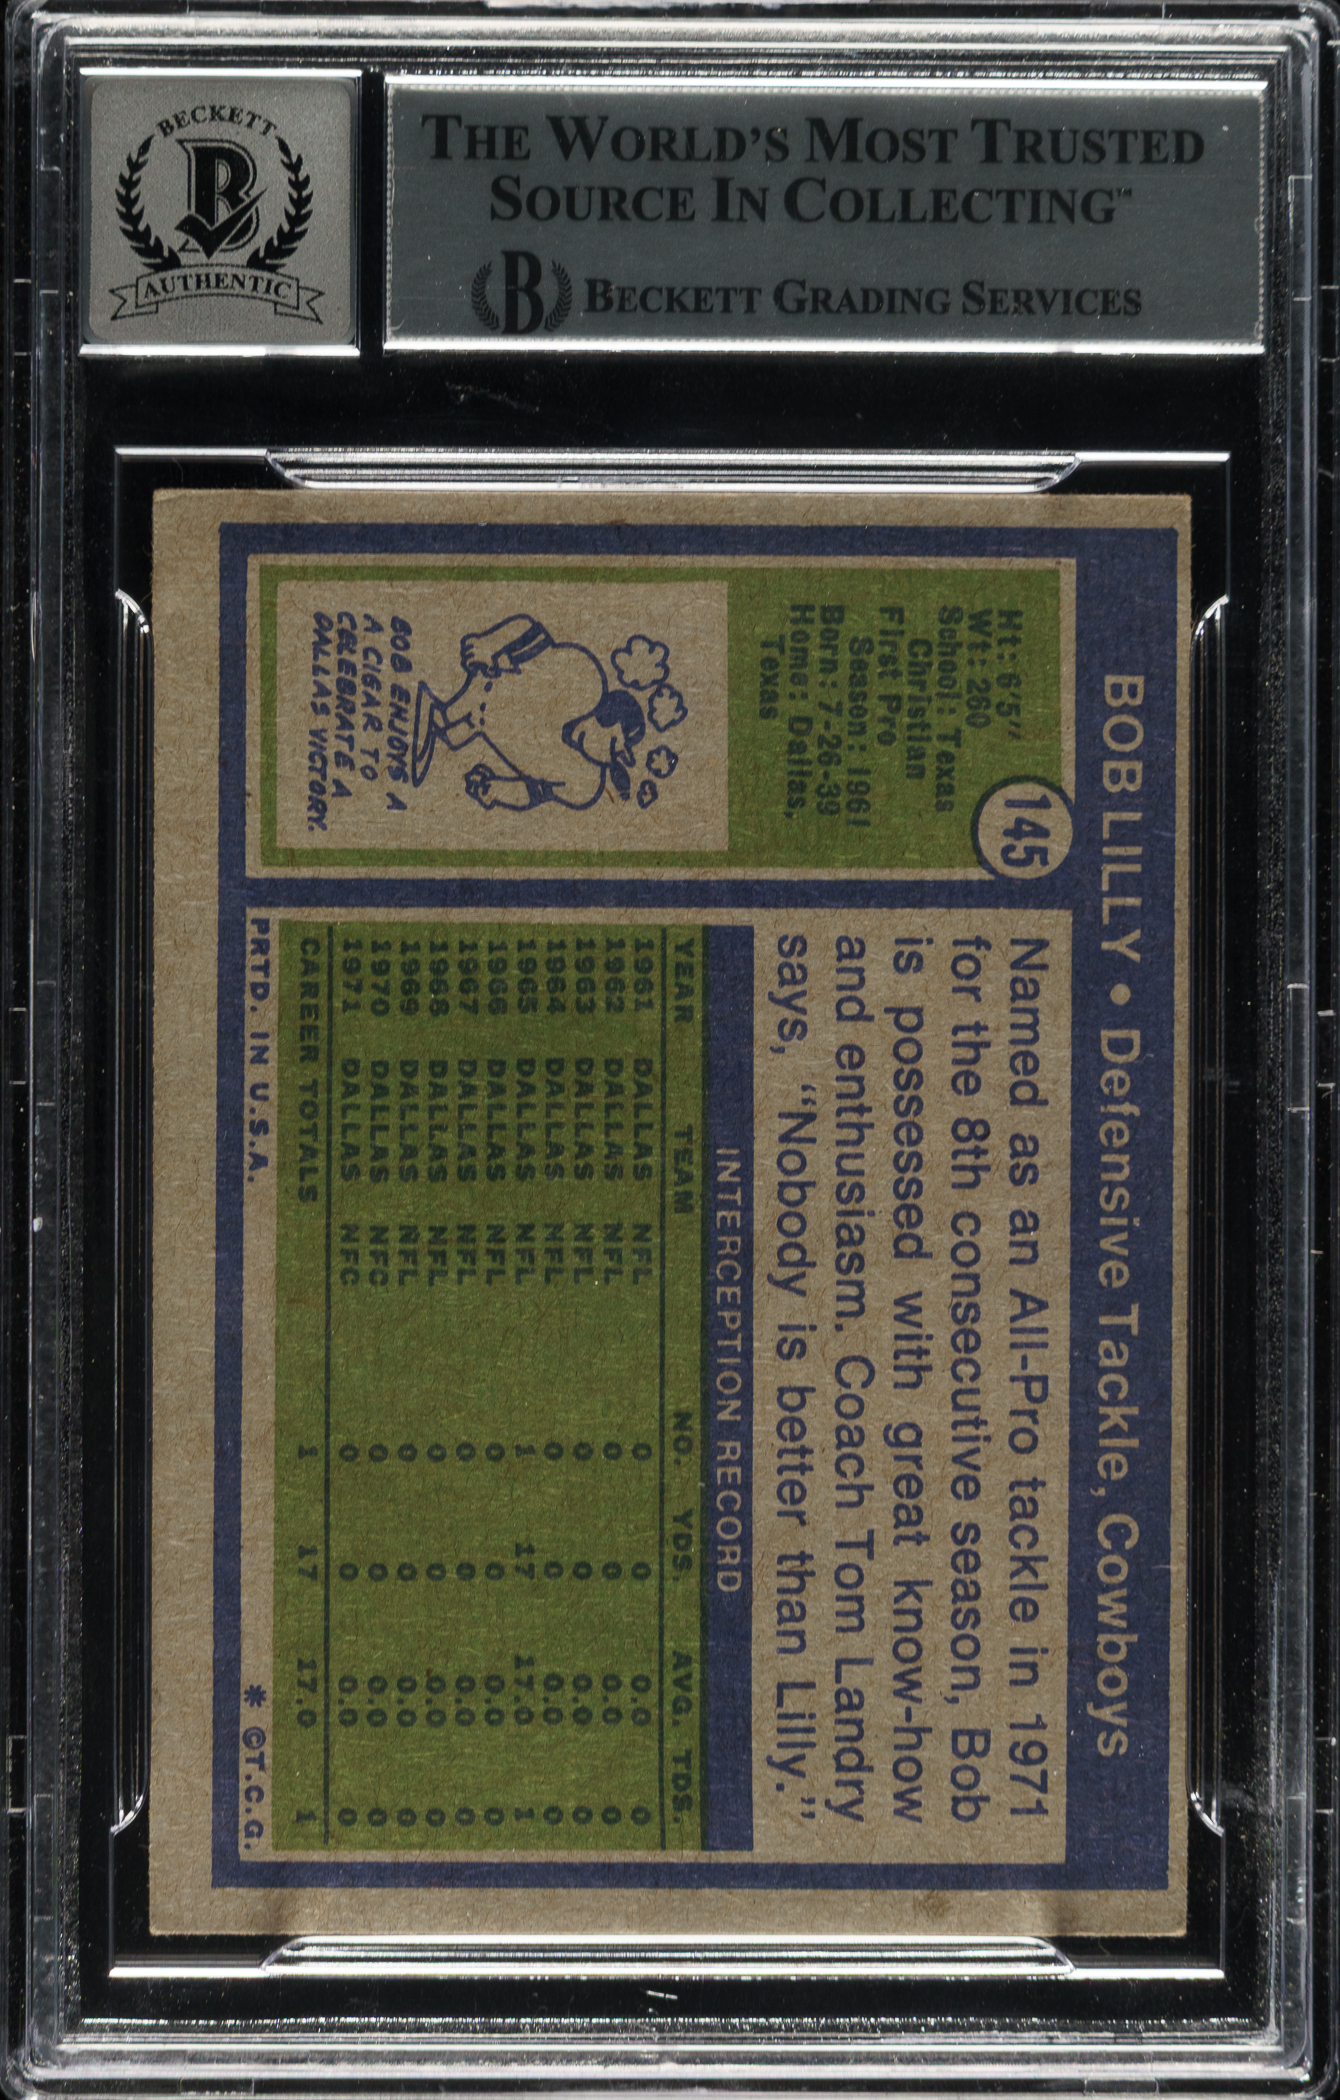 BECKETT
B
AUTHENTIC
THE WORLD'S MOST TRUSTED
SOURCE IN COLLECTING™
B BECKETT GRADING SERVICES
BOB LILLY • Defensive Tackle, Cowboys
145
Ht: 6'5"
Wt: 260
School: Texas
Christian
First Pro
Season: 1961
Born: 7-26-39
Home: Dallas,
Texas
BOB ENJOYS A
A CIGAR TO
CELEBRATE A
DALLAS VICTORY.
Named as an All-Pro tackle in 1971
for the 8th consecutive season, Bob
is possessed with great know-how
and enthusiasm. Coach Tom Landry
says, "Nobody is better than Lilly."
INTERCEPTION RECORD
YEAR TEAM NO. YDS. AVG. TDS.
1961 DALLAS NFL 0 0 0.0 0
1962 DALLAS NFL 0 0 0.0 0
1963 DALLAS NFL 0 0 0.0 0
1964 DALLAS NFL 0 0 0.0 0
1965 DALLAS NFL 1 17 17.0 1
1966 DALLAS NFL 0 0 0.0 0
1967 DALLAS NFL 0 0 0.0 0
1968 DALLAS NFL 0 0 0.0 0
1969 DALLAS NFL 0 0 0.0 0
1970 DALLAS NFC 0 0 0.0 0
1971 DALLAS NFC 0 0 0.0 0
CAREER TOTALS 1 17 17.0 1
PRTD. IN U.S.A. * ©T.C.G.